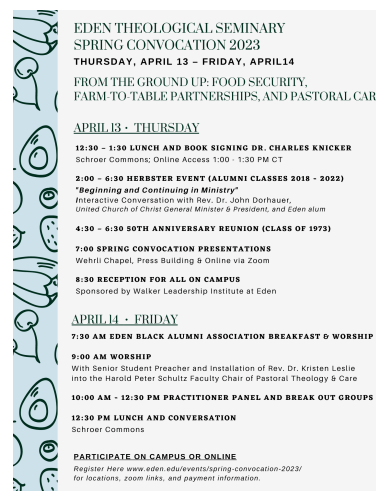 EDEN THEOLOGICAL SEMINARY
SPRING CONVOCATION 2023
THURSDAY, APRIL 13 – FRIDAY, APRIL14
FROM THE GROUND UP: FOOD SECURITY,
FARM-TO-TABLE PARTNERSHIPS, AND PASTORAL CAR
APRIL 13 · THURSDAY
12:30 – 1:30 LUNCH AND BOOK SIGNING DR. CHARLES KNICKER
Schroer Commons; Online Access 1:00 - 1:30 PM CT
2:00 – 6:30 HERBSTER EVENT (ALUMNI CLASSES 2018 - 2022)
"Beginning and Continuing in Ministry"
Interactive Conversation with Rev. Dr. John Dorhauer,
United Church of Christ General Minister & President, and Eden alum
4:30 – 6:30 50TH ANNIVERSARY REUNION (CLASS OF 1973)
7:00 SPRING CONVOCATION PRESENTATIONS
Wehrli Chapel, Press Building & Online via Zoom
8:30 RECEPTION FOR ALL ON CAMPUS
Sponsored by Walker Leadership Institute at Eden
APRIL 14 · FRIDAY
7:30 AM EDEN BLACK ALUMNI ASSOCIATION BREAKFAST & WORSHIP
9:00 AM WORSHIP
With Senior Student Preacher and Installation of Rev. Dr. Kristen Leslie
into the Harold Peter Schultz Faculty Chair of Pastoral Theology & Care
10:00 AM - 12:30 PM PRACTITIONER PANEL AND BREAK OUT GROUPS
12:30 PM LUNCH AND CONVERSATION
Schroer Commons
PARTICIPATE ON CAMPUS OR ONLINE
Register Here www.eden.edu/events/spring-convocation-2023/
for locations, zoom links, and payment information.